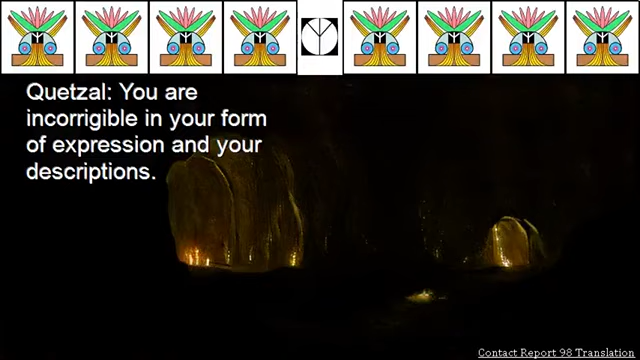 Quetzal: You are
incorrigible in your form
of expression and your
descriptions.
Contact Report 98 Translation